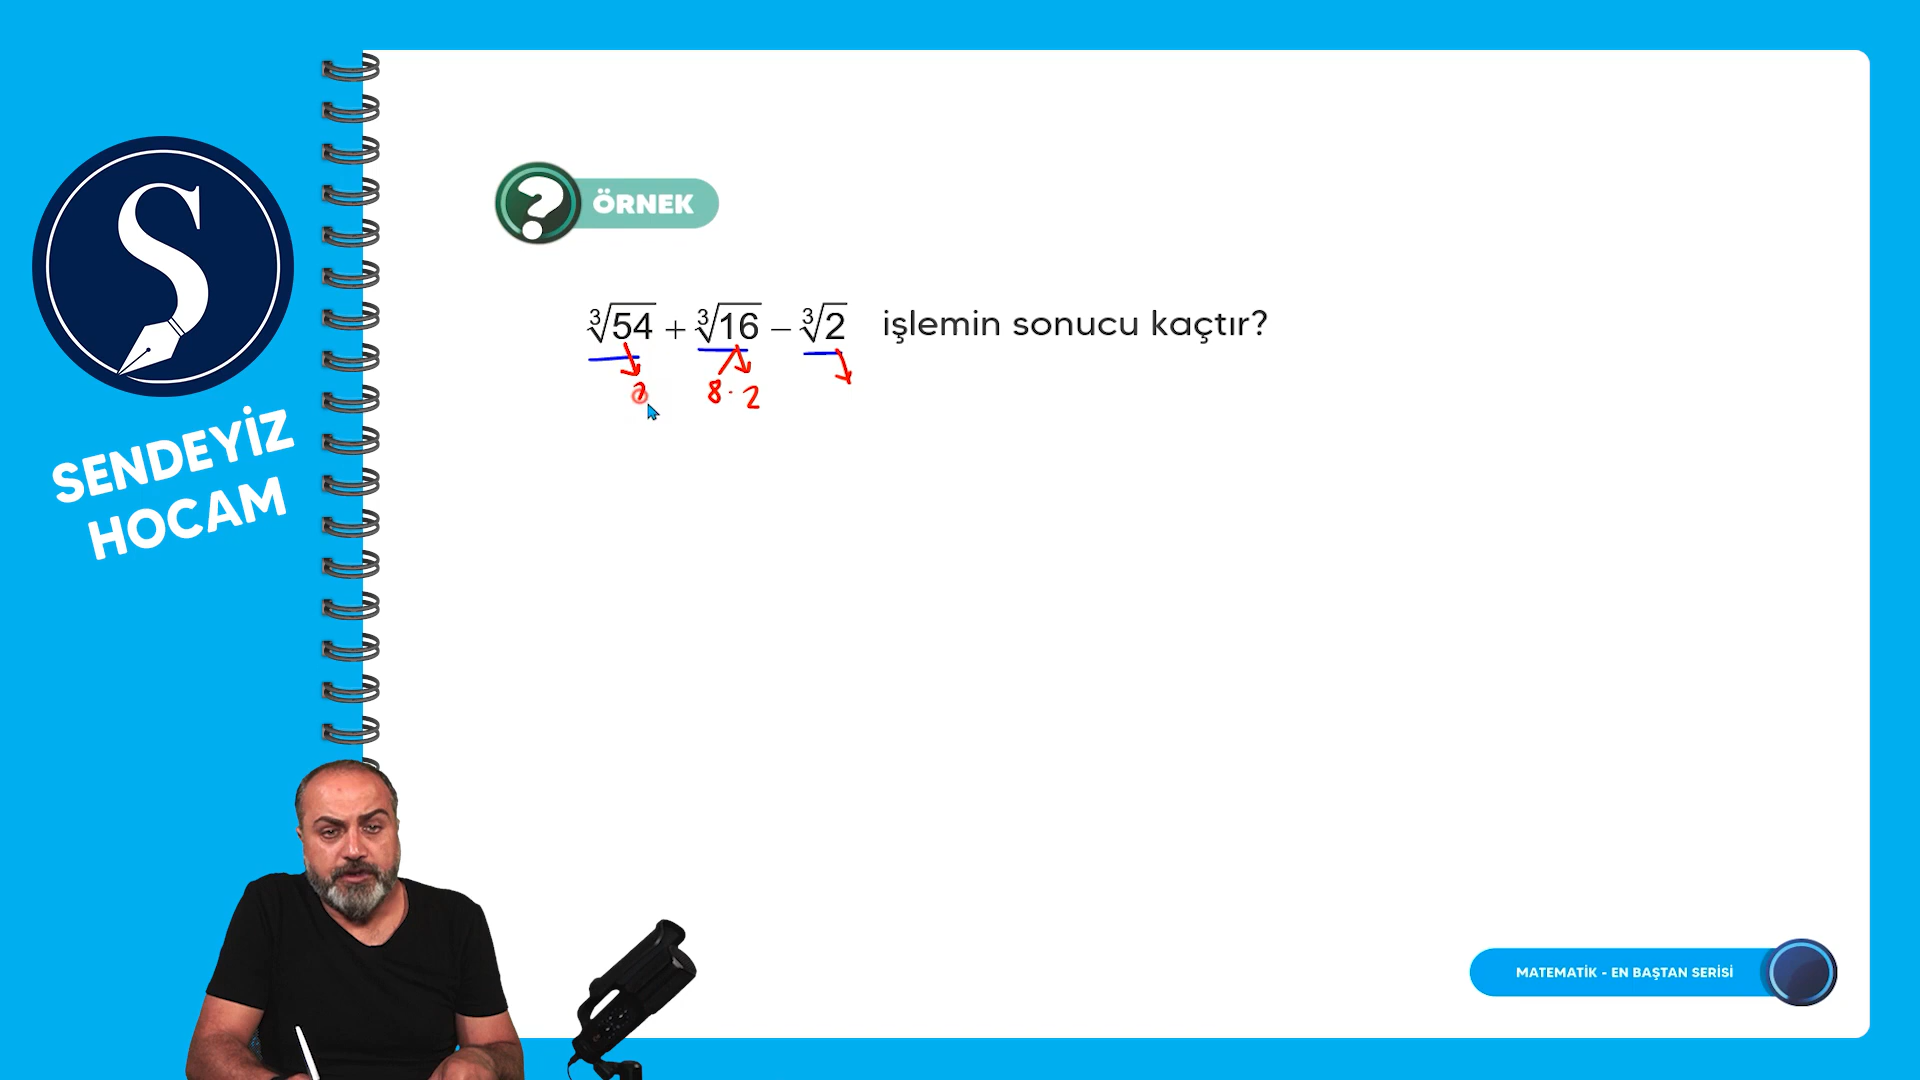 S
SENDEYİZ
HOCAM
? ÖRNEK
∛54 + ∛16 − ∛2 işlemin sonucu kaçtır?
8 · 2
MATEMATİK - EN BAŞTAN SERİSİ